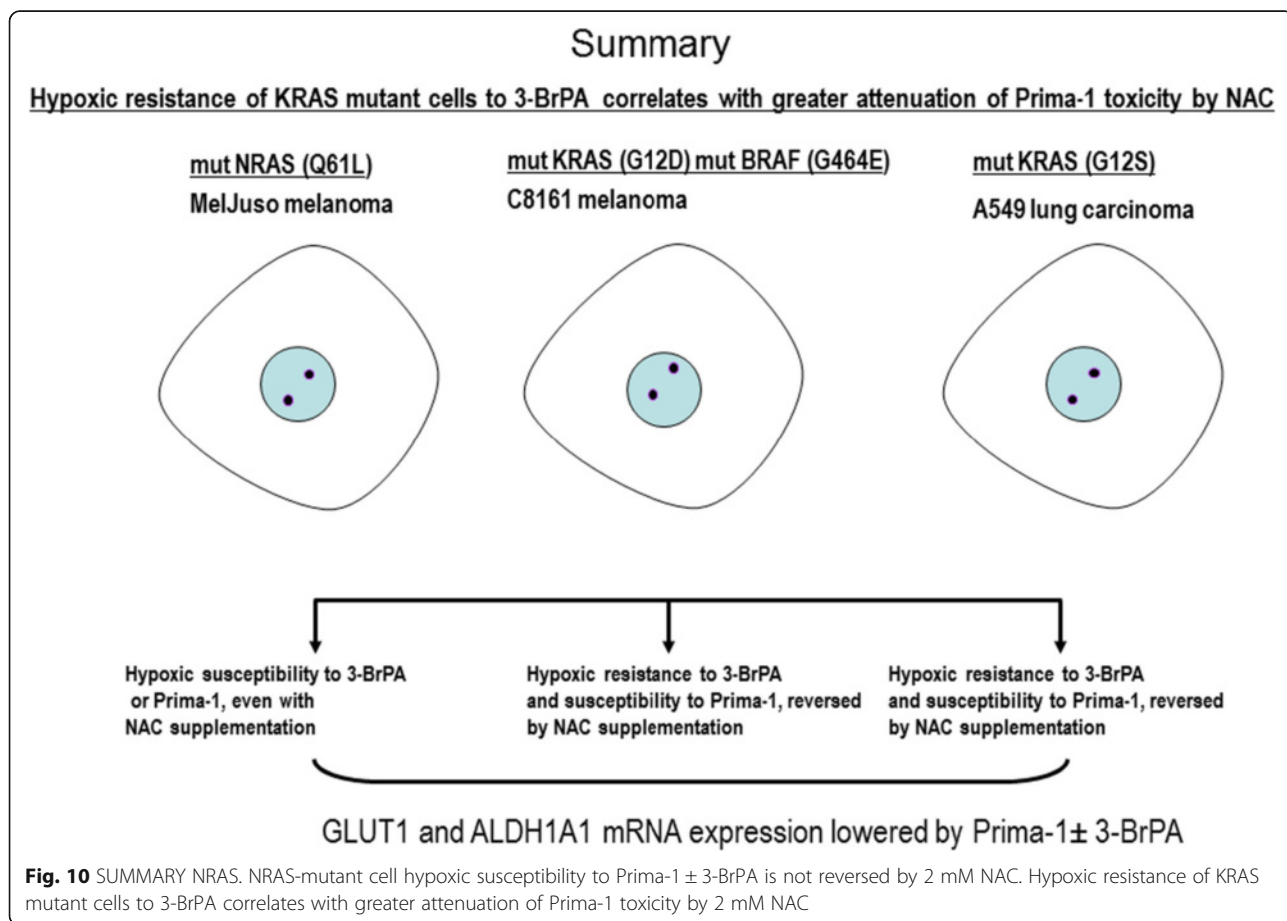 Summary
Hypoxic resistance of KRAS mutant cells to 3-BrPA correlates with greater attenuation of Prima-1 toxicity by NAC
mut NRAS (Q61L)
MelJuso melanoma
mut KRAS (G12D) mut BRAF (G464E)
C8161 melanoma
mut KRAS (G12S)
A549 lung carcinoma
Hypoxic susceptibility to 3-BrPA
or Prima-1, even with
NAC supplementation
Hypoxic resistance to 3-BrPA
and susceptibility to Prima-1, reversed
by NAC supplementation
Hypoxic resistance to 3-BrPA
and susceptibility to Prima-1, reversed
by NAC supplementation
GLUT1 and ALDH1A1 mRNA expression lowered by Prima-1± 3-BrPA
Fig. 10 SUMMARY NRAS. NRAS-mutant cell hypoxic susceptibility to Prima-1 ± 3-BrPA is not reversed by 2 mM NAC. Hypoxic resistance of KRAS
mutant cells to 3-BrPA correlates with greater attenuation of Prima-1 toxicity by 2 mM NAC